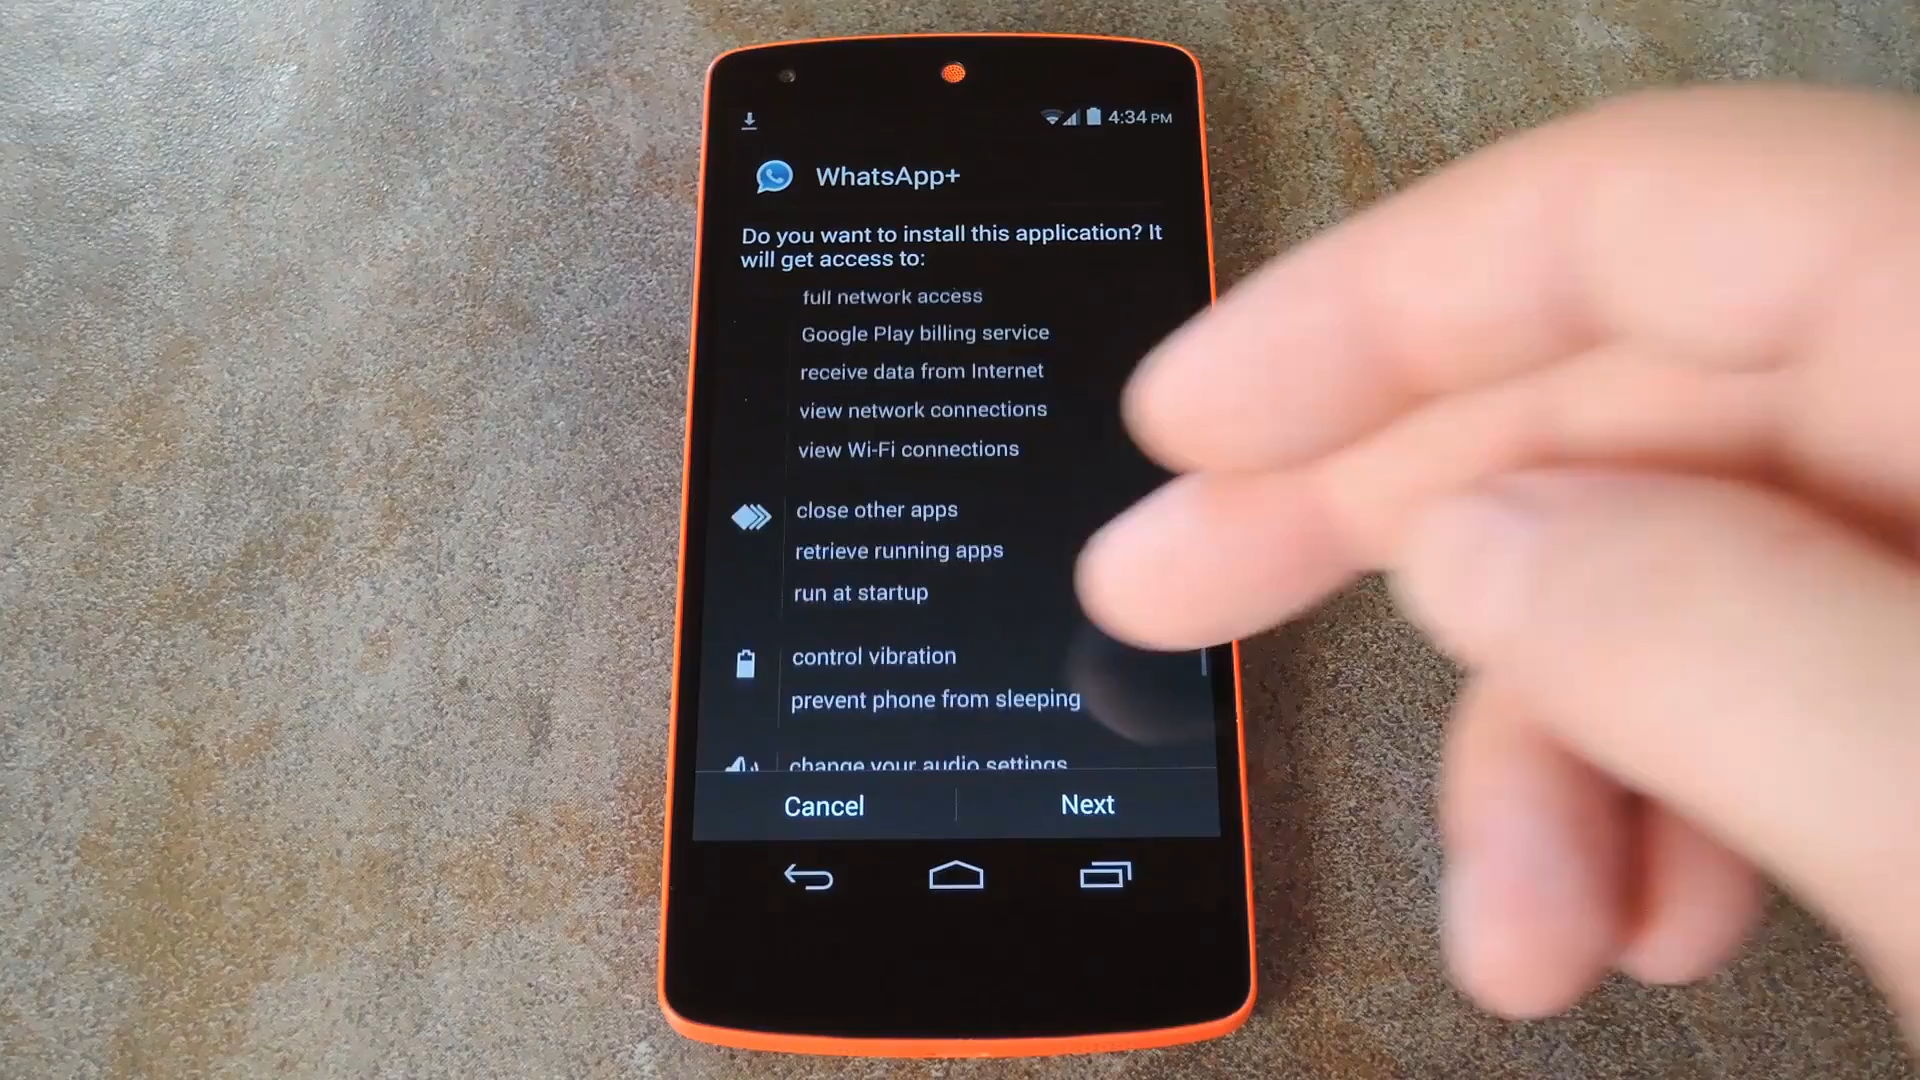 4:34 PM
WhatsApp+
Do you want to install this application? It
will get access to:
full network access
Google Play billing service
receive data from Internet
view network connections
view Wi-Fi connections
close other apps
retrieve running apps
run at startup
control vibration
prevent phone from sleeping
change your audio settings
Cancel
Next